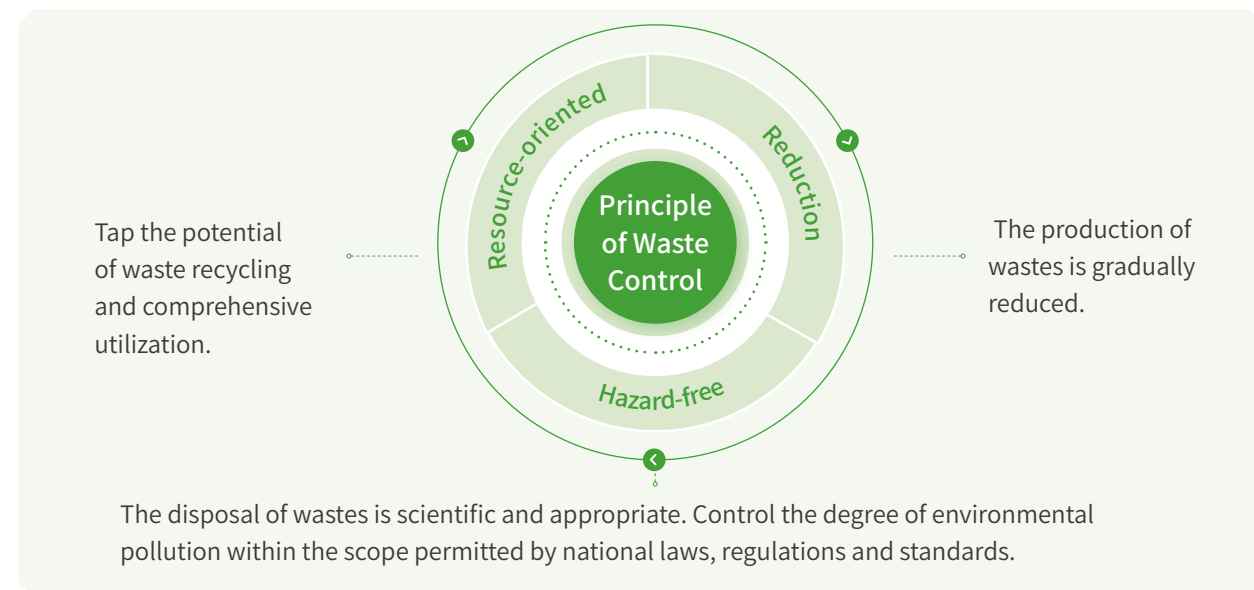 Resource-oriented
Reduction
Principle
of Waste
Control
Hazard-free
Tap the potential
of waste recycling
and comprehensive
utilization.
The production of
wastes is gradually
reduced.
The disposal of wastes is scientific and appropriate. Control the degree of environmental
pollution within the scope permitted by national laws, regulations and standards.